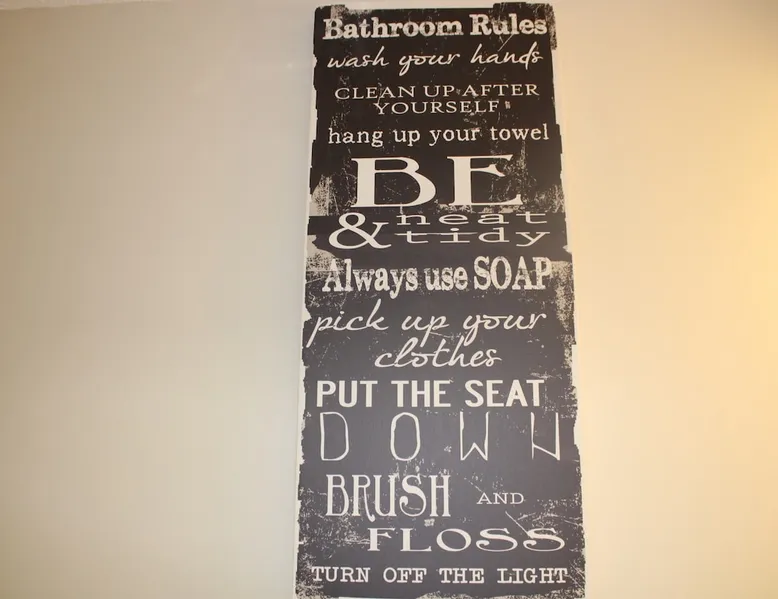 Bathroom Rules
wash your hands
CLEAN UP AFTER
YOURSELF
hang up your towel
BE
& neat
tidy
Always use SOAP
pick up your
clothes
PUT THE SEAT
DOWN
BRUSH AND
FLOSS
TURN OFF THE LIGHT